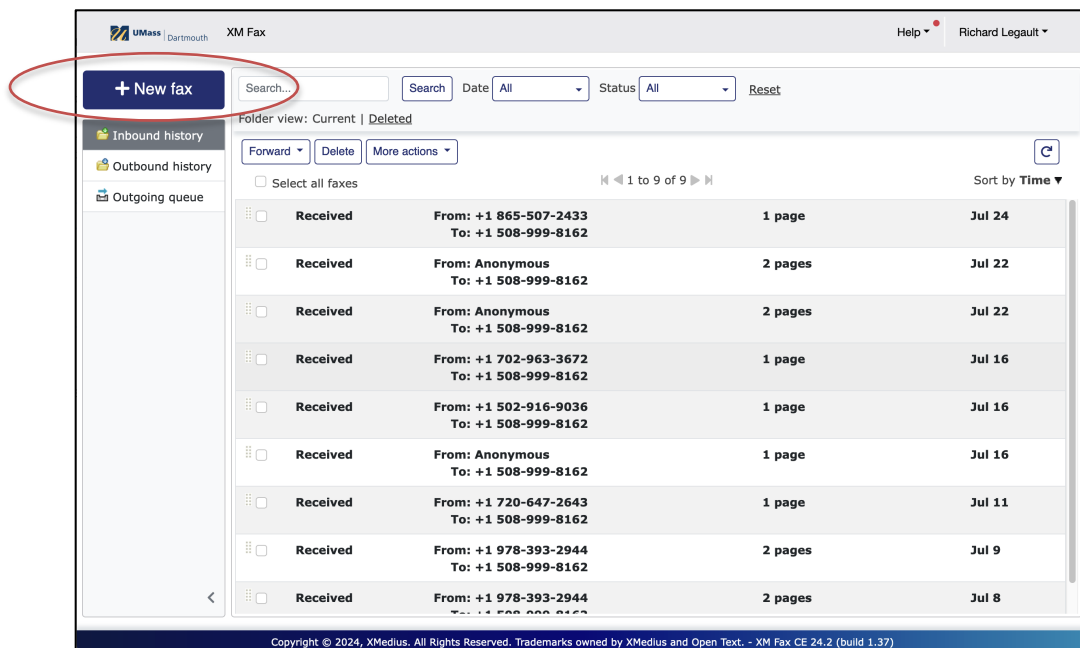 UMass | Dartmouth XM Fax Help Richard Legault
+ New fax Search... Search Date All Status All Reset
Folder view: Current | Deleted
Inbound history
Outbound history
Outgoing queue
Forward Delete More actions
Select all faxes 1 to 9 of 9 Sort by Time
Received From: +1 865-507-2433 1 page Jul 24
To: +1 508-999-8162
Received From: Anonymous 2 pages Jul 22
To: +1 508-999-8162
Received From: Anonymous 2 pages Jul 22
To: +1 508-999-8162
Received From: +1 702-963-3672 1 page Jul 16
To: +1 508-999-8162
Received From: +1 502-916-9036 1 page Jul 16
To: +1 508-999-8162
Received From: Anonymous 1 page Jul 16
To: +1 508-999-8162
Received From: +1 720-647-2643 1 page Jul 11
To: +1 508-999-8162
Received From: +1 978-393-2944 2 pages Jul 9
To: +1 508-999-8162
Received From: +1 978-393-2944 2 pages Jul 8
To: +1 508-999-8162
Copyright © 2024, XMedius. All Rights Reserved. Trademarks owned by XMedius and Open Text. - XM Fax CE 24.2 (build 1.37)